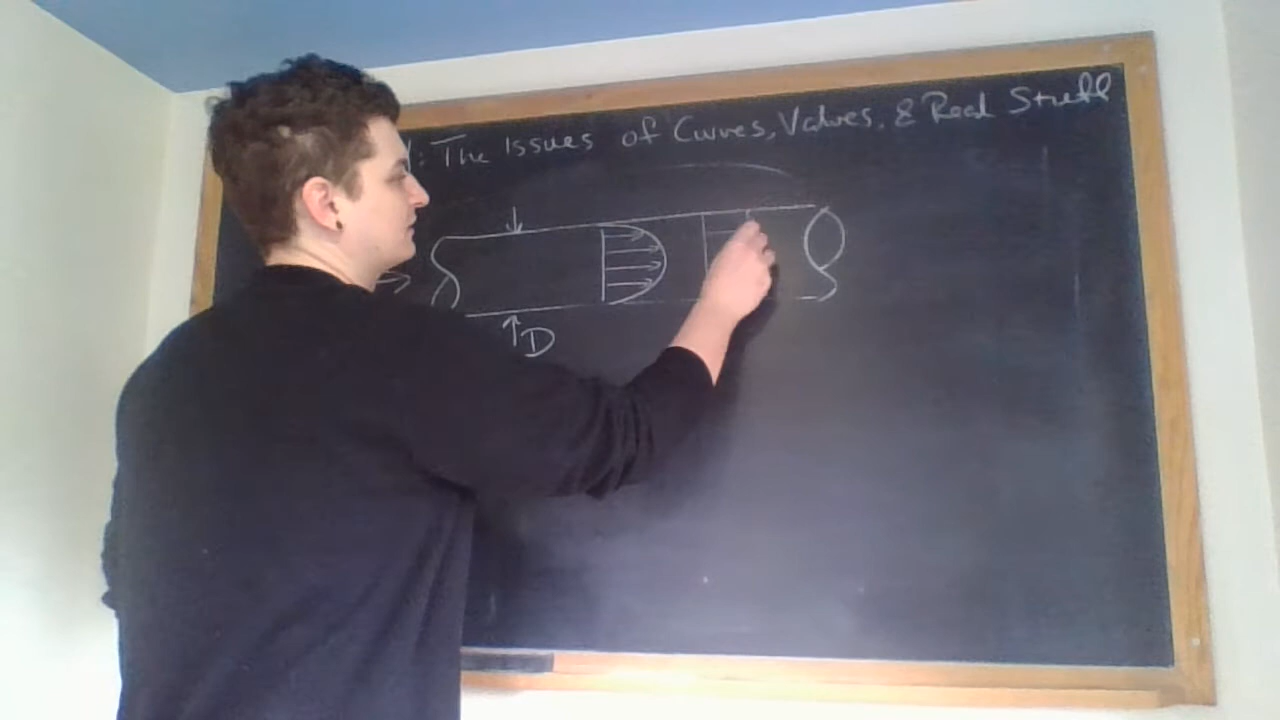 : The Issues of Curves, Valves, & Real Stuff
D